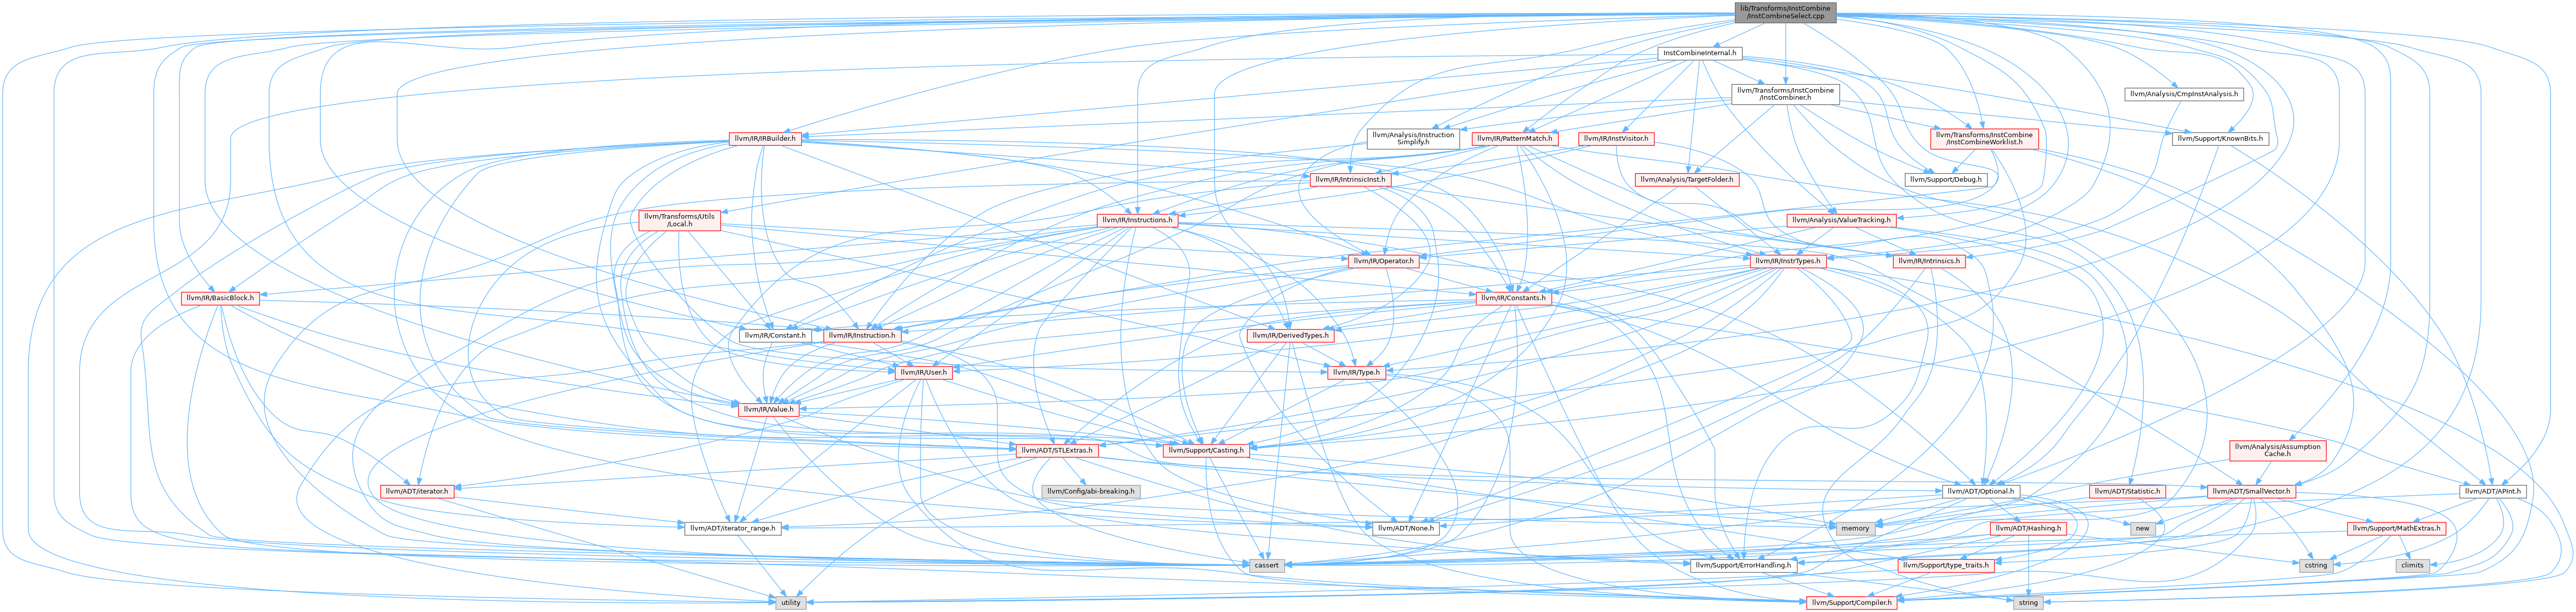 lib/Transforms/InstCombine
/InstCombineSelect.cpp
InstCombineInternal.h
llvm/Transforms/InstCombine
/InstCombiner.h
llvm/Analysis/CmpInstAnalysis.h
llvm/IR/IRBuilder.h
llvm/Analysis/Instruction
Simplify.h
llvm/IR/PatternMatch.h
llvm/IR/InstVisitor.h
llvm/Transforms/InstCombine
/InstCombineWorklist.h
llvm/Support/KnownBits.h
llvm/IR/IntrinsicInst.h
llvm/Analysis/TargetFolder.h
llvm/Support/Debug.h
llvm/Transforms/Utils
/Local.h
llvm/IR/Instructions.h
llvm/Analysis/ValueTracking.h
llvm/IR/Operator.h
llvm/IR/InstrTypes.h
llvm/IR/Intrinsics.h
llvm/IR/BasicBlock.h
llvm/IR/Constants.h
llvm/IR/Constant.h
llvm/IR/Instruction.h
llvm/IR/DerivedTypes.h
llvm/IR/User.h
llvm/IR/Type.h
llvm/IR/Value.h
llvm/ADT/STLExtras.h
llvm/Support/Casting.h
llvm/Analysis/Assumption
Cache.h
llvm/ADT/iterator.h
llvm/Config/abi-breaking.h
llvm/ADT/Optional.h
llvm/ADT/Statistic.h
llvm/ADT/SmallVector.h
llvm/ADT/APInt.h
llvm/ADT/iterator_range.h
llvm/ADT/None.h
memory
llvm/ADT/Hashing.h
new
llvm/Support/MathExtras.h
cassert
llvm/Support/ErrorHandling.h
llvm/Support/type_traits.h
cstring
climits
utility
llvm/Support/Compiler.h
string